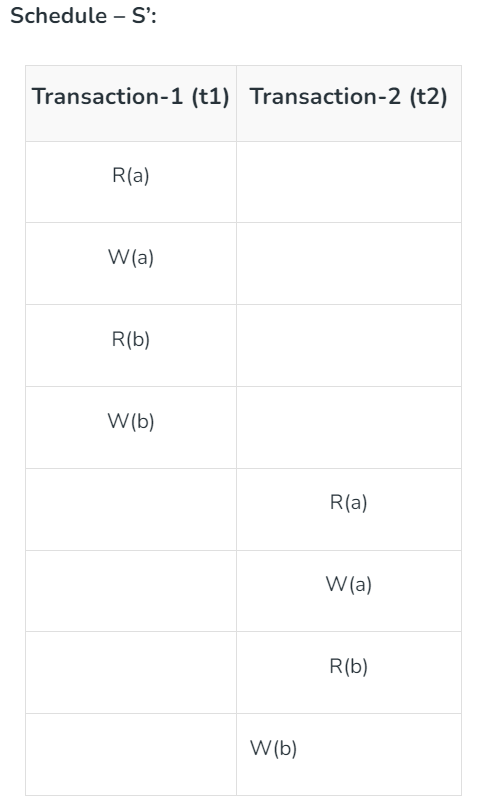 Schedule – S’:
Transaction-1 (t1) Transaction-2 (t2)
R(a)
W(a)
R(b)
W(b)
R(a)
W(a)
R(b)
W(b)